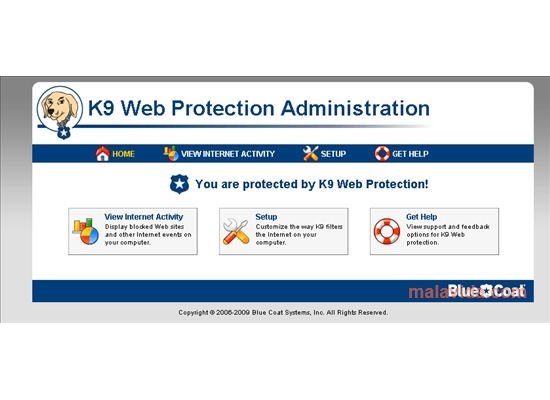 K9 Web Protection Administration
HOME VIEW INTERNET ACTIVITY SETUP GET HELP
You are protected by K9 Web Protection!
View Internet Activity
Display blocked Web sites
and other Internet events on
your computer.
Setup
Customize the way K9 filters
the Internet on your
computer.
Get Help
View support and feedback
options for K9 Web
protection.
Blue Coat
Copyright © 2006-2009 Blue Coat Systems, Inc. All Rights Reserved.